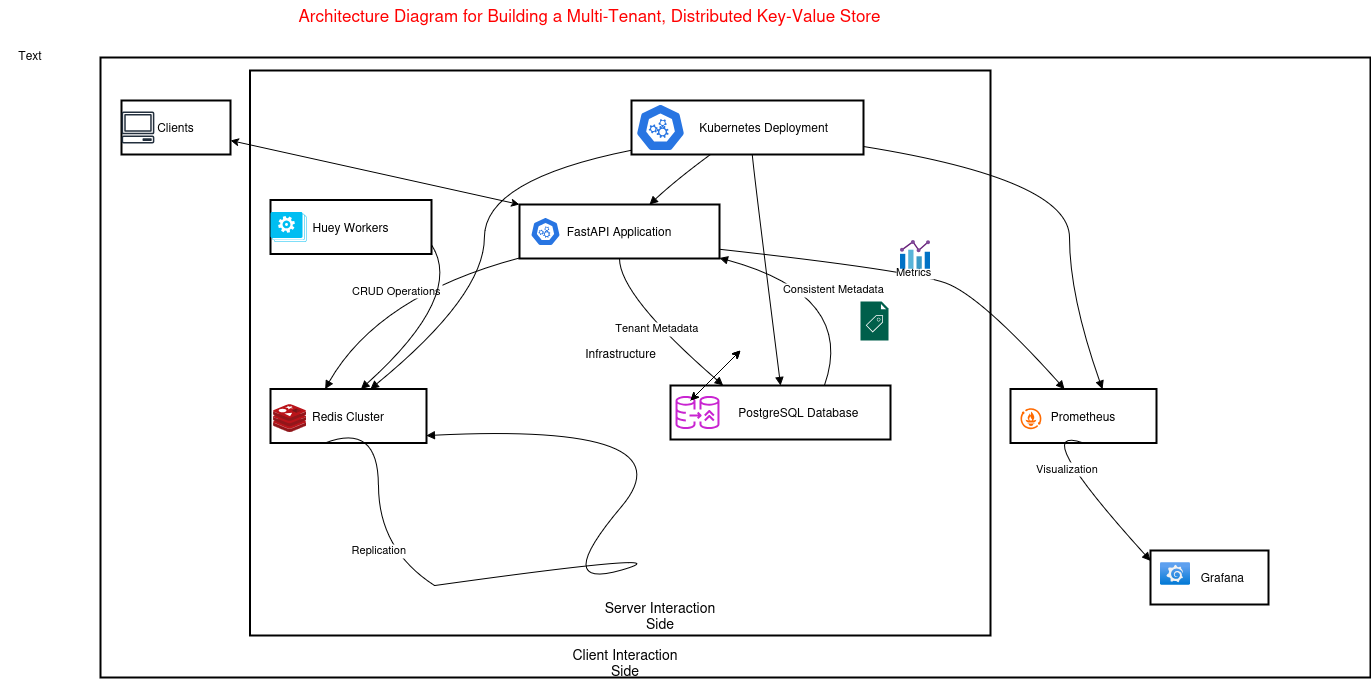 Architecture Diagram for Building a Multi-Tenant, Distributed Key-Value Store
Text
Clients
Kubernetes Deployment
Huey Workers
FastAPI Application
Metrics
CRUD Operations
Consistent Metadata
Tenant Metadata
Infrastructure
Redis Cluster
PostgreSQL Database
Prometheus
Visualization
Replication
Grafana
Server Interaction
Side
Client Interaction
Side